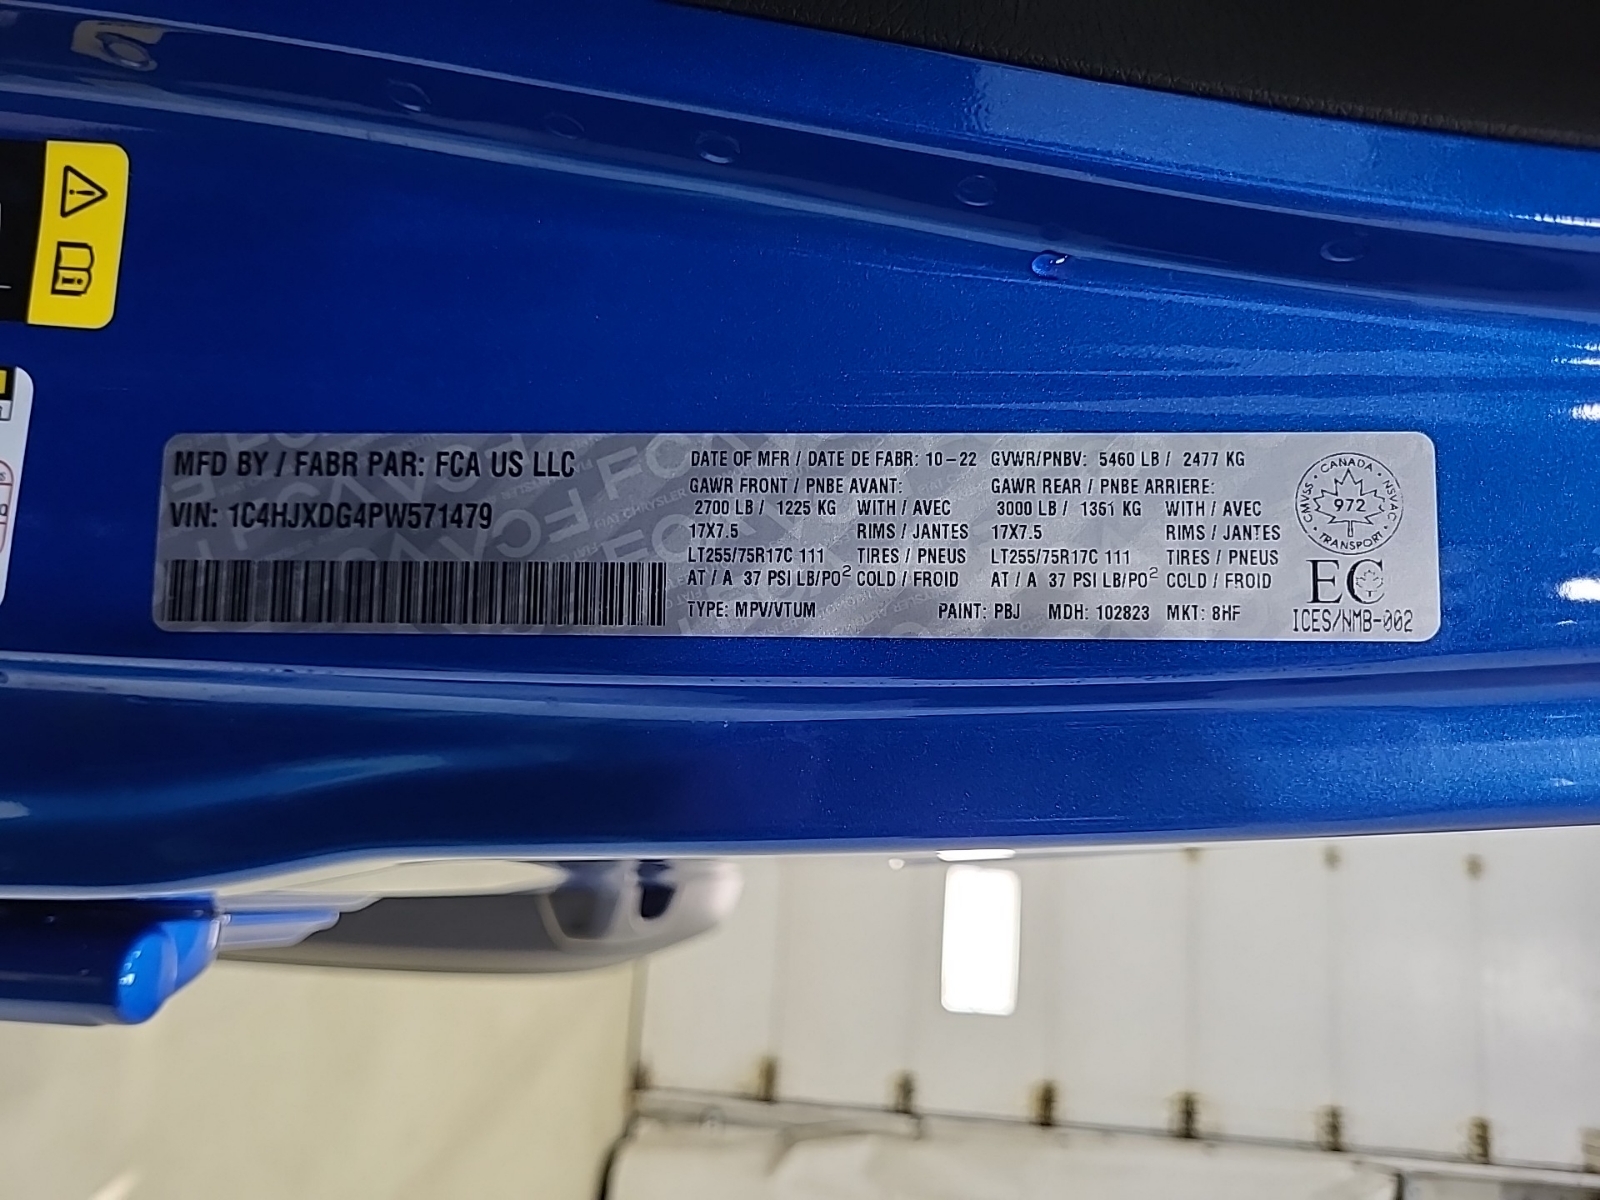 MFD BY / FABR PAR: FCA US LLC
VIN: 1C4HJXDG4PW571479
DATE OF MFR / DATE DE FABR: 10-22 GVWR/PNBV: 5460 LB / 2477 KG
GAWR FRONT / PNBE AVANT: GAWR REAR / PNBE ARRIERE:
2700 LB / 1225 KG WITH / AVEC 3000 LB / 1361 KG WITH / AVEC
17X7.5 RIMS / JANTES 17X7.5 RIMS / JANTES
LT255/75R17C 111 TIRES / PNEUS LT255/75R17C 111 TIRES / PNEUS
AT / A 37 PSI LB/PO² COLD / FROID AT / A 37 PSI LB/PO² COLD / FROID
TYPE: MPV/VTUM PAINT: PBJ MDH: 102823 MKT: 8HF
CANADA
CMVSS 972 NSVAC
TRANSPORT
EC
ICES/NMB-002